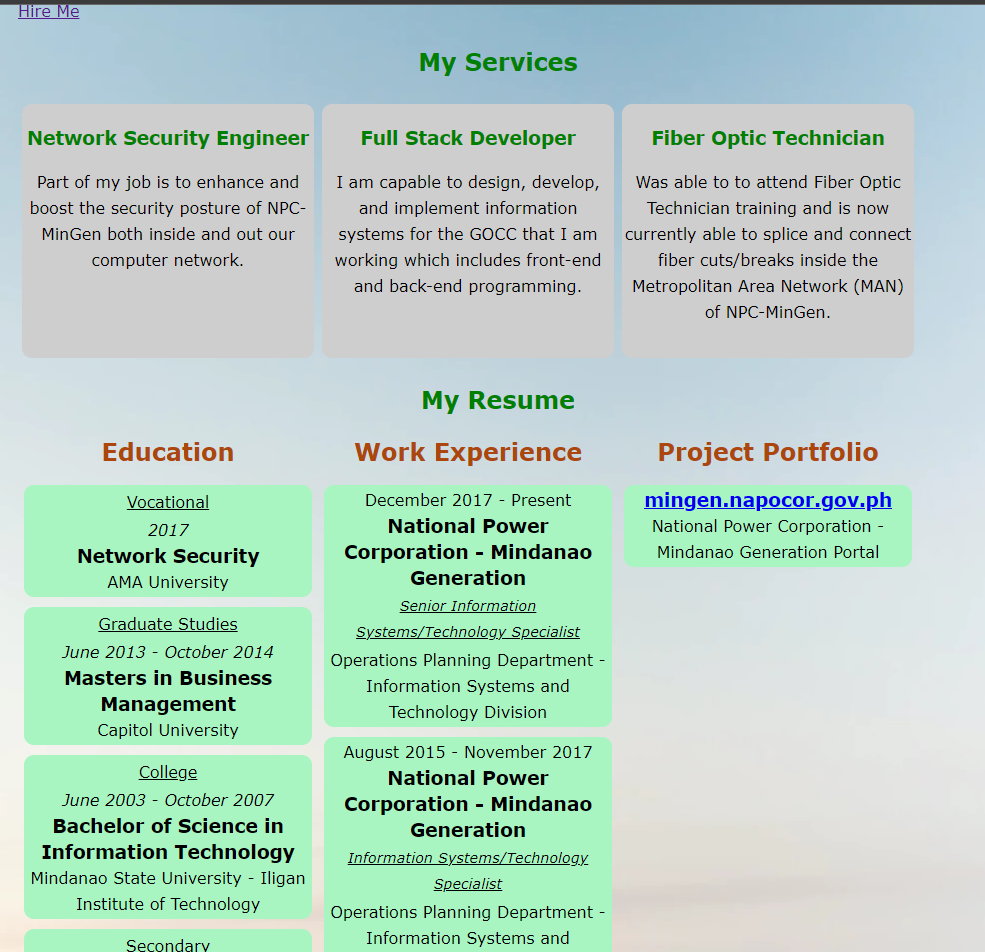 Hire Me
My Services
Network Security Engineer
Part of my job is to enhance and
boost the security posture of NPC-
MinGen both inside and out our
computer network.
Full Stack Developer
I am capable to design, develop,
and implement information
systems for the GOCC that I am
working which includes front-end
and back-end programming.
Fiber Optic Technician
Was able to to attend Fiber Optic
Technician training and is now
currently able to splice and connect
fiber cuts/breaks inside the
Metropolitan Area Network (MAN)
of NPC-MinGen.
My Resume
Education
Vocational
2017
Network Security
AMA University
Graduate Studies
June 2013 - October 2014
Masters in Business
Management
Capitol University
College
June 2003 - October 2007
Bachelor of Science in
Information Technology
Mindanao State University - Iligan
Institute of Technology
Secondary
Work Experience
December 2017 - Present
National Power
Corporation - Mindanao
Generation
Senior Information
Systems/Technology Specialist
Operations Planning Department -
Information Systems and
Technology Division
August 2015 - November 2017
National Power
Corporation - Mindanao
Generation
Information Systems/Technology
Specialist
Operations Planning Department -
Information Systems and
Project Portfolio
mingen.napocor.gov.ph
National Power Corporation -
Mindanao Generation Portal